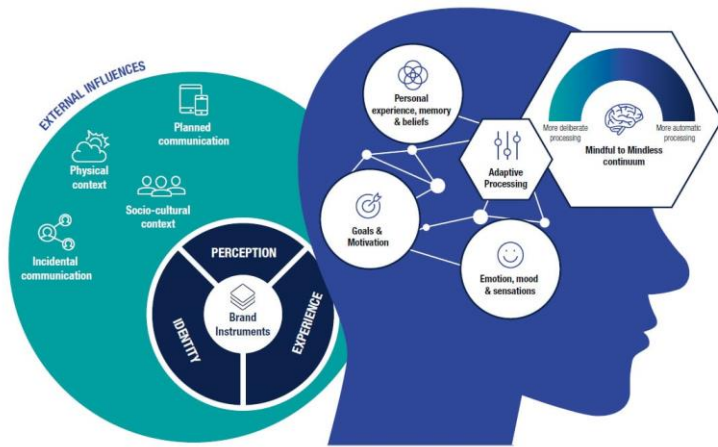 EXTERNAL INFLUENCES
Planned
communication
Physical
context
Socio-cultural
context
Incidental
communication
PERCEPTION
IDENTITY
EXPERIENCE
Brand
Instruments
Personal
experience, memory
& beliefs
Goals &
Motivation
Adaptive
Processing
Emotion, mood
& sensations
More deliberate
processing
More automatic
processing
Mindful to Mindless
continuum